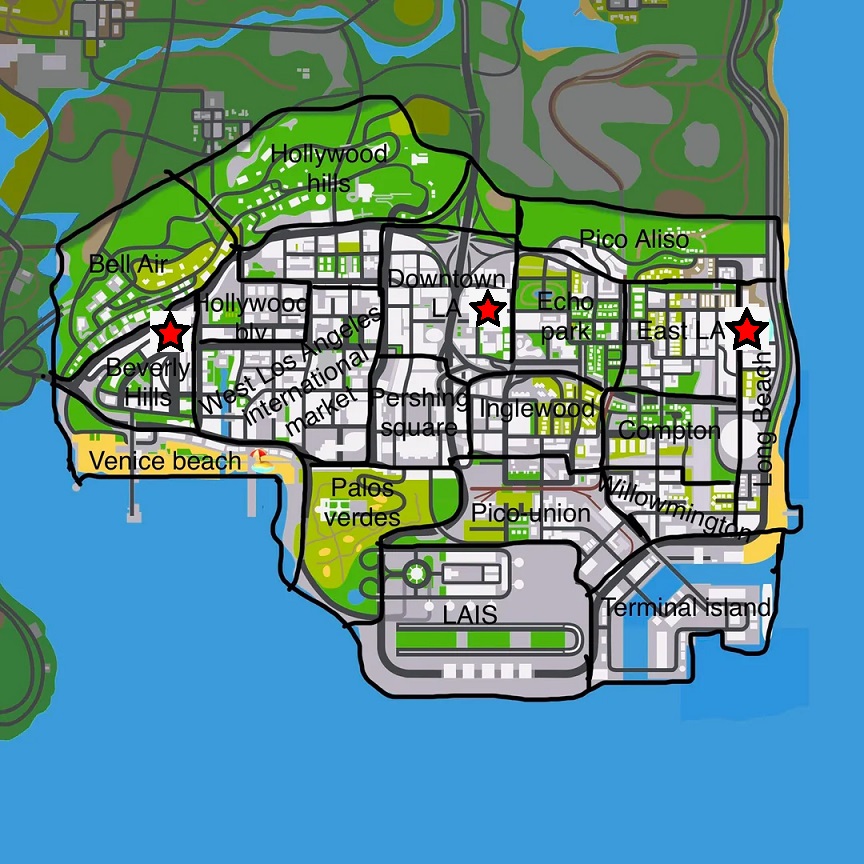 Hollywood
hills
Pico Aliso
Bell Air
Downtown
LA
Hollywood
blv
Echo
park
East LA
West Los Angeles
international
market
Beverly
Hills
Pershing
square
Inglewood
Compton
Long Beach
Venice beach 🏖️
Palos
verdes
Pico-union
Willowmington
LAIS
Terminal island